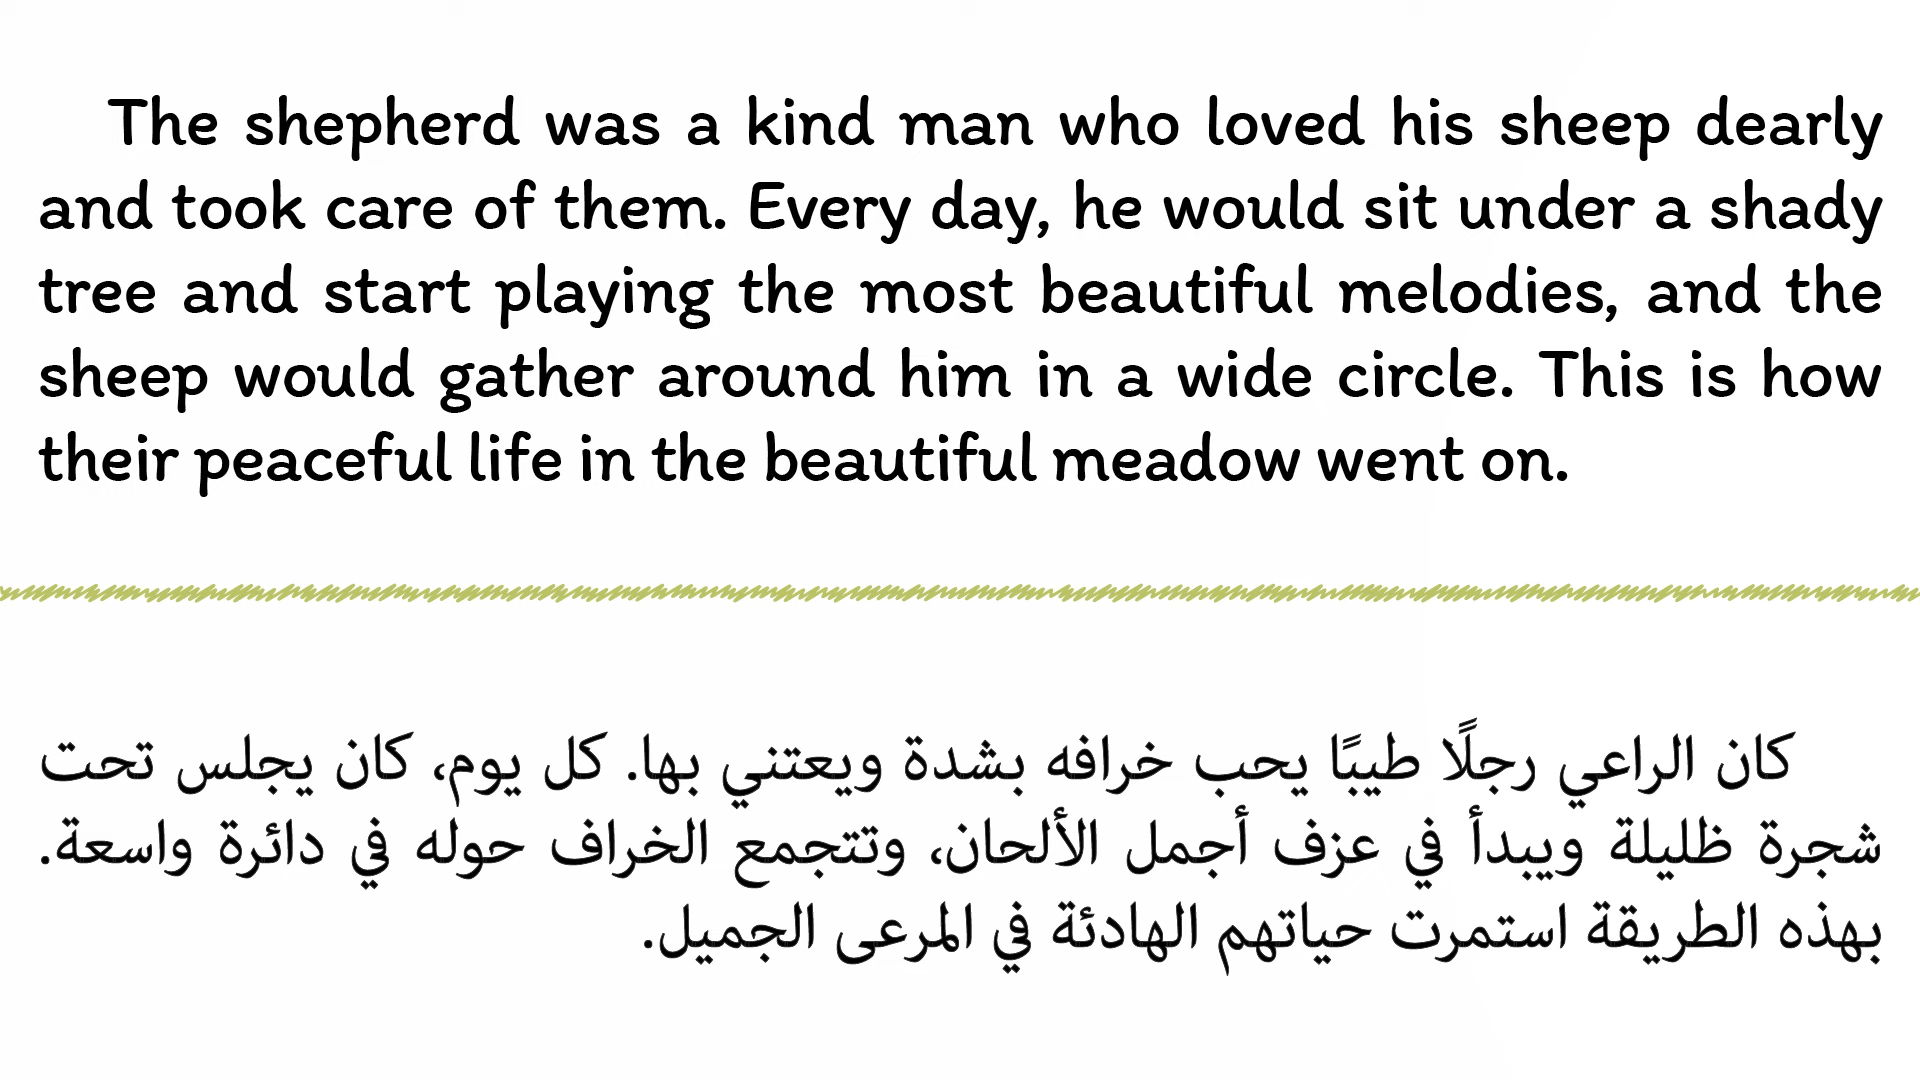 The shepherd was a kind man who loved his sheep dearly
and took care of them. Every day, he would sit under a shady
tree and start playing the most beautiful melodies, and the
sheep would gather around him in a wide circle. This is how
their peaceful life in the beautiful meadow went on.
كان الراعي رجلًا طيبًا يحب خرافه بشدة ويعتني بها. كل يوم، كان يجلس تحت
شجرة ظليلة ويبدأ في عزف أجمل الألحان، وتتجمع الخراف حوله في دائرة واسعة.
بهذه الطريقة استمرت حياتهم الهادئة في المرعى الجميل.